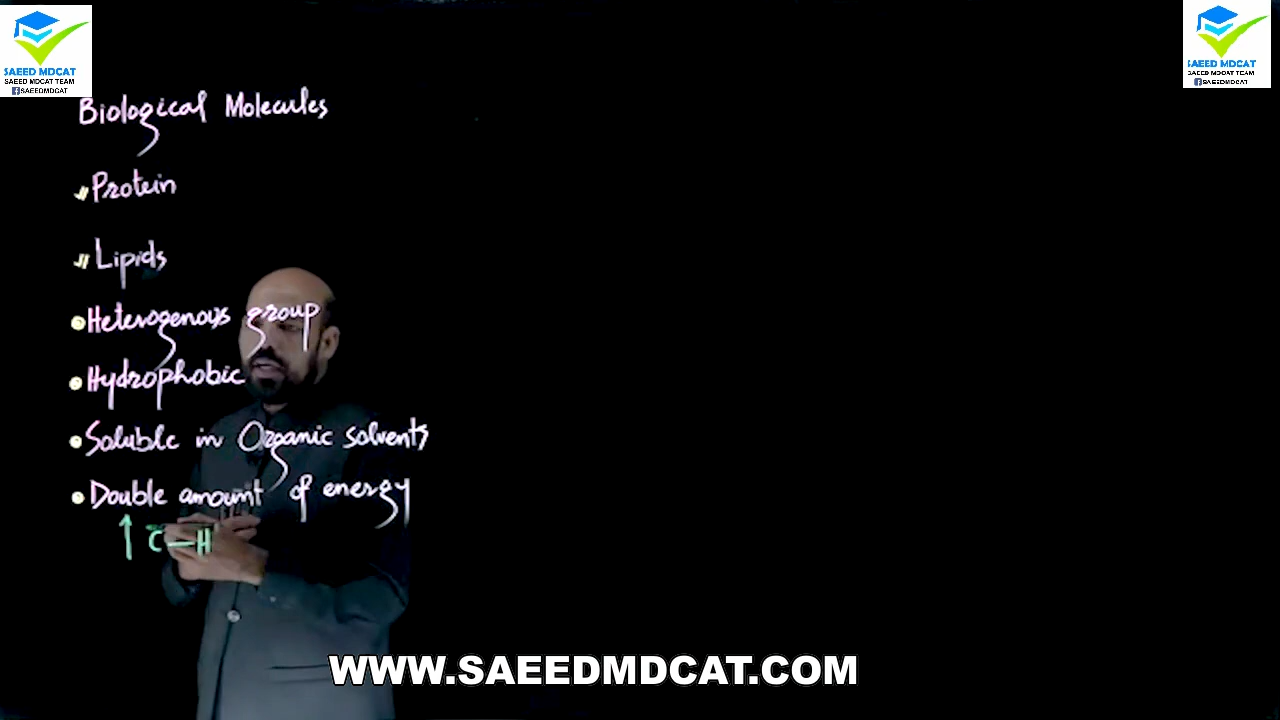 SAEED MDCAT
SAEED MDCAT TEAM
SAEEDMDCAT
SAEED MDCAT
SAEED MDCAT TEAM
SAEEDMDCAT
Biological Molecules
Protein
Lipids
• Heterogenous group
• Hydrophobic
• Soluble in Organic solvents
• Double amount of energy
↑ C—H
WWW.SAEEDMDCAT.COM